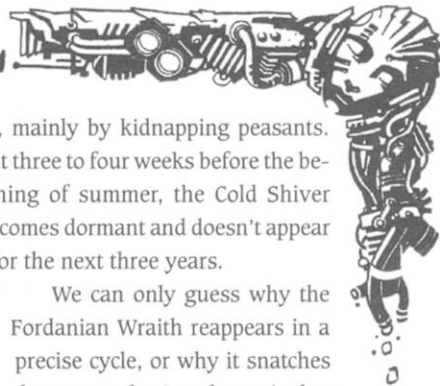 , mainly by kidnapping peasants.
t three to four weeks before the be-
ning of summer, the Cold Shiver
comes dormant and doesn't appear
or the next three years.
We can only guess why the
Fordanian Wraith reappears in a
precise cycle, or why it snatches